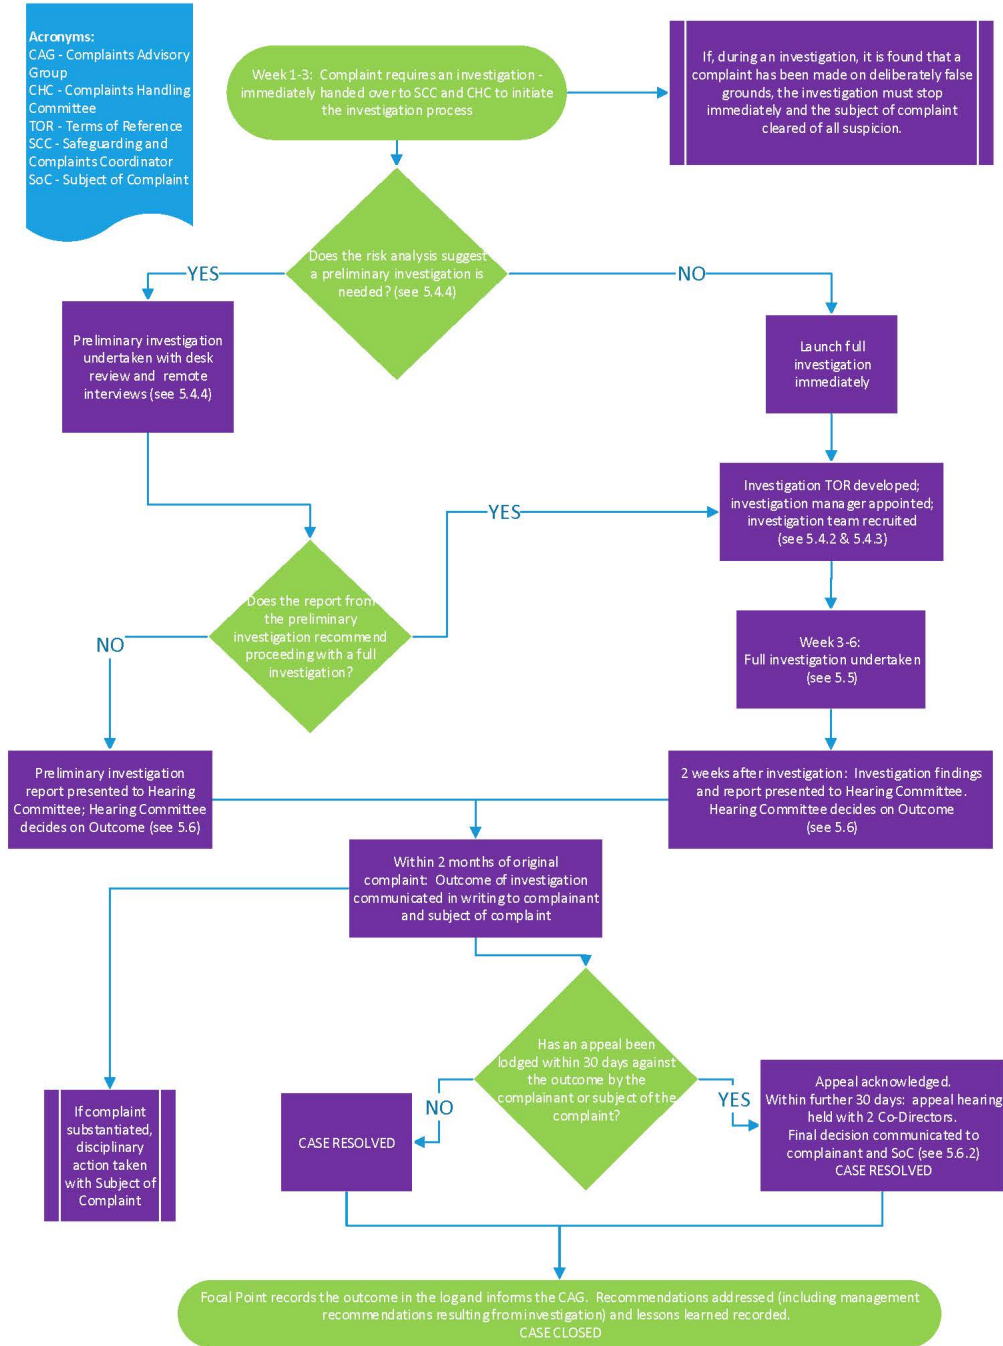 Acronyms:
CAG - Complaints Advisory
Group
CHC - Complaints Handling
Committee
TOR - Terms of Reference
SCC - Safeguarding and
Complaints Coordinator
SoC - Subject of Complaint
Week 1-3: Complaint requires an investigation -
immediately handed over to SCC and CHC to initiate
the investigation process
If, during an investigation, it is found that a
complaint has been made on deliberately false
grounds, the investigation must stop
immediately and the subject of complaint
cleared of all suspicion.
Does the risk analysis suggest
a preliminary investigation is
needed? (see 5.4.4)
YES
NO
Preliminary investigation
undertaken with desk
review and remote
interviews (see 5.4.4)
Launch full
investigation
immediately
Investigation TOR developed;
investigation manager appointed;
investigation team recruited
(see 5.4.2 & 5.4.3)
YES
Does the report from
the preliminary
investigation recommend
proceeding with a full
investigation?
NO
Week 3-6:
Full investigation undertaken
(see 5.5)
Preliminary investigation
report presented to Hearing
Committee; Hearing Committee
decides on Outcome (see 5.6)
2 weeks after investigation: Investigation findings
and report presented to Hearing Committee.
Hearing Committee decides on Outcome
(see 5.6)
Within 2 months of original
complaint: Outcome of investigation
communicated in writing to complainant
and subject of complaint
Has an appeal been
lodged within 30 days against
the outcome by the
complainant or subject of the
complaint?
NO
YES
If complaint
substantiated,
disciplinary
action taken
with Subject of
Complaint
CASE RESOLVED
Appeal acknowledged.
Within further 30 days: appeal hearing
held with 2 Co-Directors.
Final decision communicated to
complainant and SoC (see 5.6.2)
CASE RESOLVED
Focal Point records the outcome in the log and informs the CAG. Recommendations addressed (including management
recommendations resulting from investigation) and lessons learned recorded.
CASE CLOSED